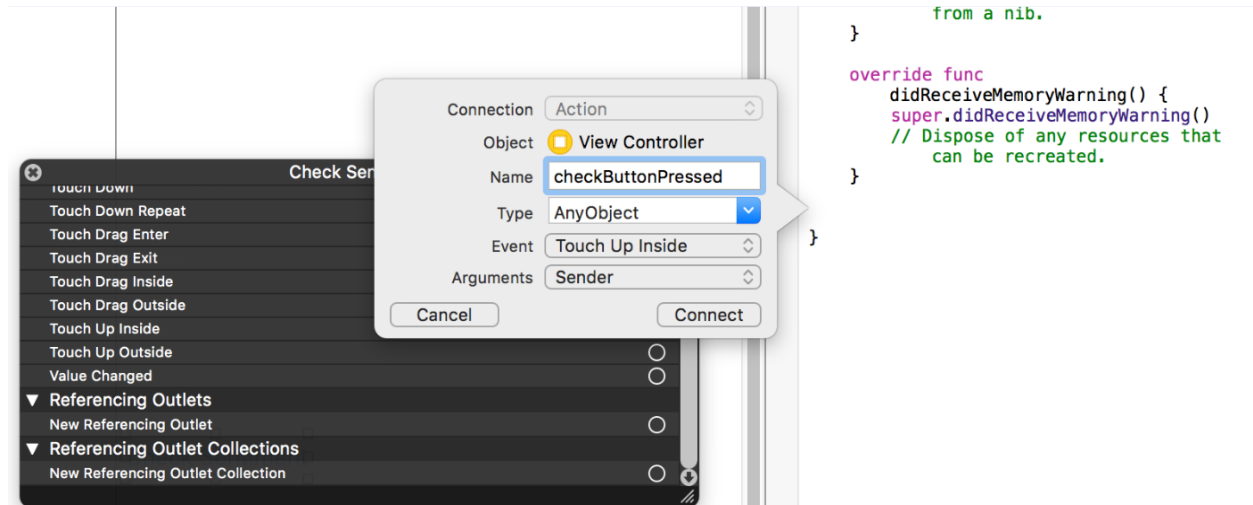 from a nib.
}
override func
didReceiveMemoryWarning() {
super.didReceiveMemoryWarning()
// Dispose of any resources that
can be recreated.
}
}
Connection Action
Object View Controller
Name checkButtonPressed
Type AnyObject
Event Touch Up Inside
Arguments Sender
Cancel Connect
Check Sen
Touch Down
Touch Down Repeat
Touch Drag Enter
Touch Drag Exit
Touch Drag Inside
Touch Drag Outside
Touch Up Inside
Touch Up Outside
Value Changed
▼ Referencing Outlets
New Referencing Outlet
▼ Referencing Outlet Collections
New Referencing Outlet Collection